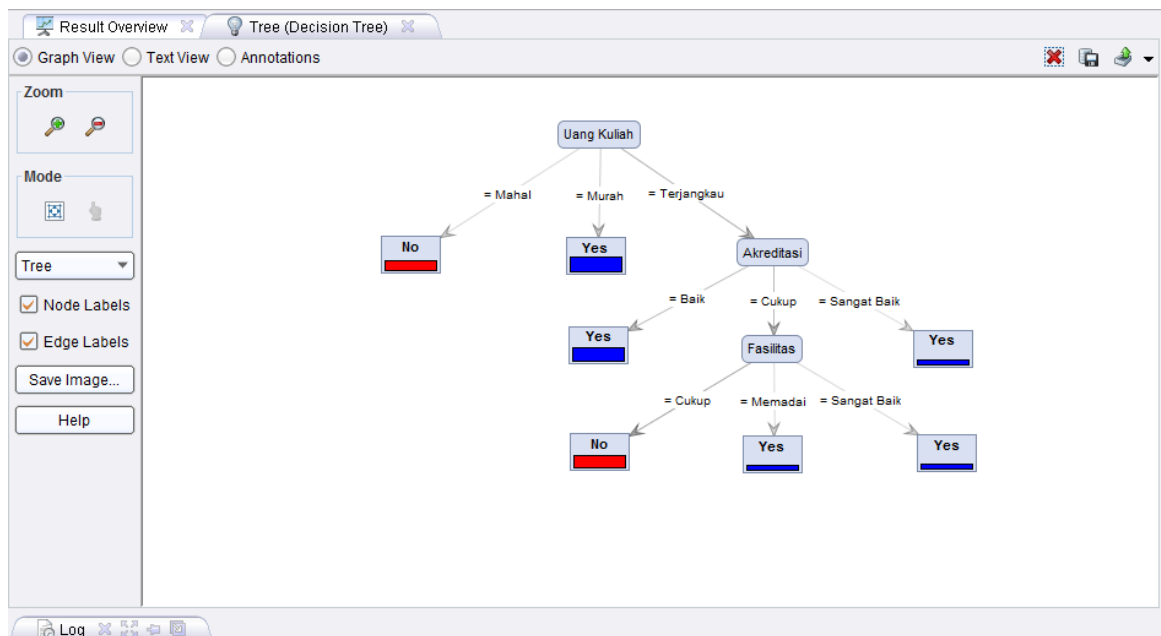 Result Overview
Tree (Decision Tree)
Graph View Text View Annotations
Zoom
Mode
Tree
Node Labels
Edge Labels
Save Image...
Help
Uang Kuliah
= Mahal = Murah = Terjangkau
No Yes Akreditasi
= Baik = Cukup = Sangat Baik
Yes Fasilitas Yes
= Cukup = Memadai = Sangat Baik
No Yes Yes
Log